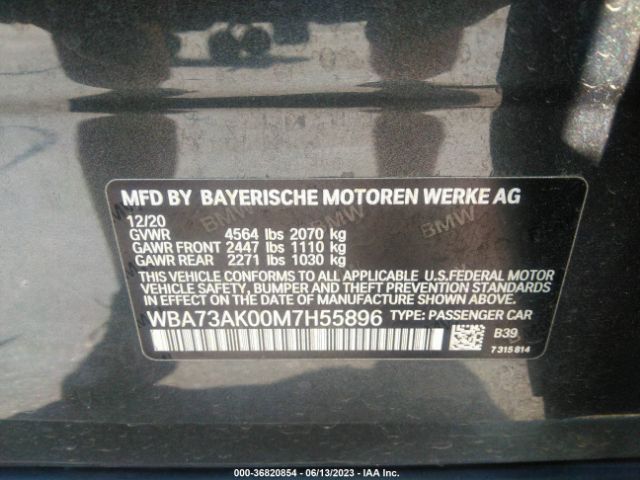 MFD BY BAYERISCHE MOTOREN WERKE AG
12/20
GVWR 4564 lbs 2070 kg
GAWR FRONT 2447 lbs 1110 kg
GAWR REAR 2271 lbs 1030 kg
THIS VEHICLE CONFORMS TO ALL APPLICABLE U.S.FEDERAL MOTOR
VEHICLE SAFETY, BUMPER AND THEFT PREVENTION STANDARDS
IN EFFECT ON THE DATE OF MANUFACTURE SHOWN ABOVE.
WBA73AK00M7H55896 TYPE: PASSENGER CAR
B39
7 315 814
000-36820854 - 06/13/2023 - IAA Inc.